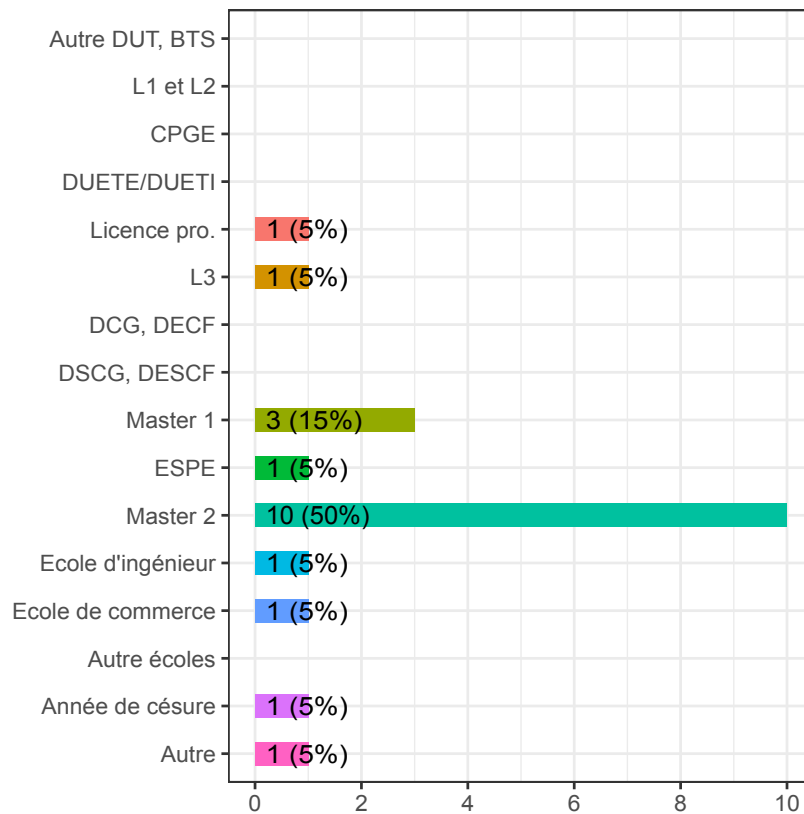 Autre DUT, BTS
L1 et L2
CPGE
DUETE/DUETI
Licence pro. 1 (5%)
L3 1 (5%)
DCG, DECF
DSCG, DESCF
Master 1 3 (15%)
ESPE 1 (5%)
Master 2 10 (50%)
Ecole d'ingénieur 1 (5%)
Ecole de commerce 1 (5%)
Autre écoles
Année de césure 1 (5%)
Autre 1 (5%)
0 2 4 6 8 10